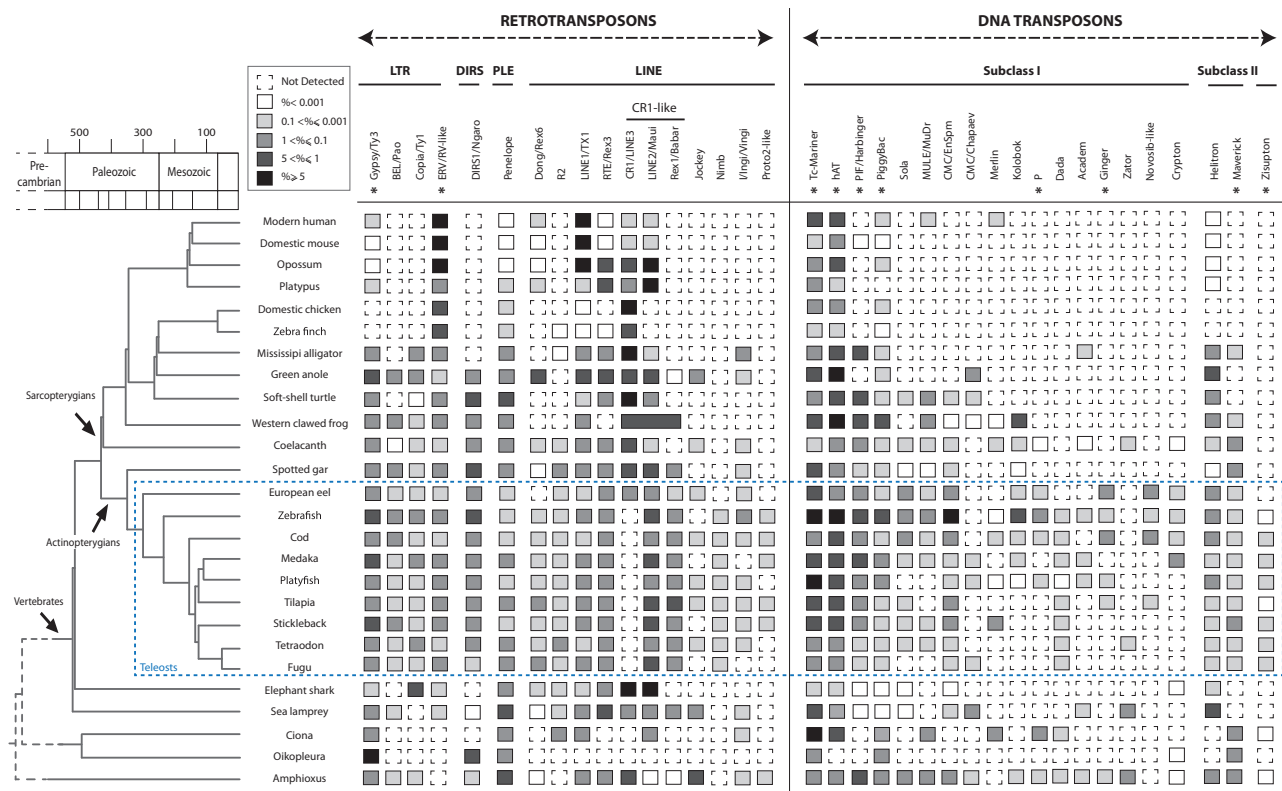 RETROTRANSPOSONS
DNA TRANSPOSONS
LTR
DIRS
PLE
LINE
Subclass I
Subclass II
CR1-like
Not Detected
%< 0.001
0.1 <%⩽ 0.001
1 <%⩽ 0.1
5 <%⩽ 1
%⩾ 5
500
300
100
Pre-
cambrian
Paleozoic
Mesozoic
* Gypsy/Ty3
BEL/Pao
Copia/Ty1
* ERV/RV-like
DIRS1/Ngaro
Penelope
Dong/Rex6
R2
LINE1/TX1
RTE/Rex3
CR1/LINE3
LINE2/Maui
Rex1/Babar
Jockey
Nimb
I/Ingi/Vingi
Proto2-like
* Tc-Mariner
* hAT
* PIF/Harbinger
* PiggyBac
Sola
MULE/MuDr
CMC/EnSpm
CMC/Chapaev
Merlin
Kolobok
* P
Dada
Academ
* Ginger
Zator
Novosib-like
Crypton
Helitron
* Maverick
* Zisupton
Modern human
Domestic mouse
Opossum
Platypus
Domestic chicken
Zebra finch
Mississipi alligator
Green anole
Soft-shell turtle
Western clawed frog
Coelacanth
Spotted gar
European eel
Zebrafish
Cod
Medaka
Platyfish
Tilapia
Stickleback
Tetraodon
Fugu
Elephant shark
Sea lamprey
Ciona
Oikopleura
Amphioxus
Sarcopterygians
Actinopterygians
Vertebrates
Teleosts